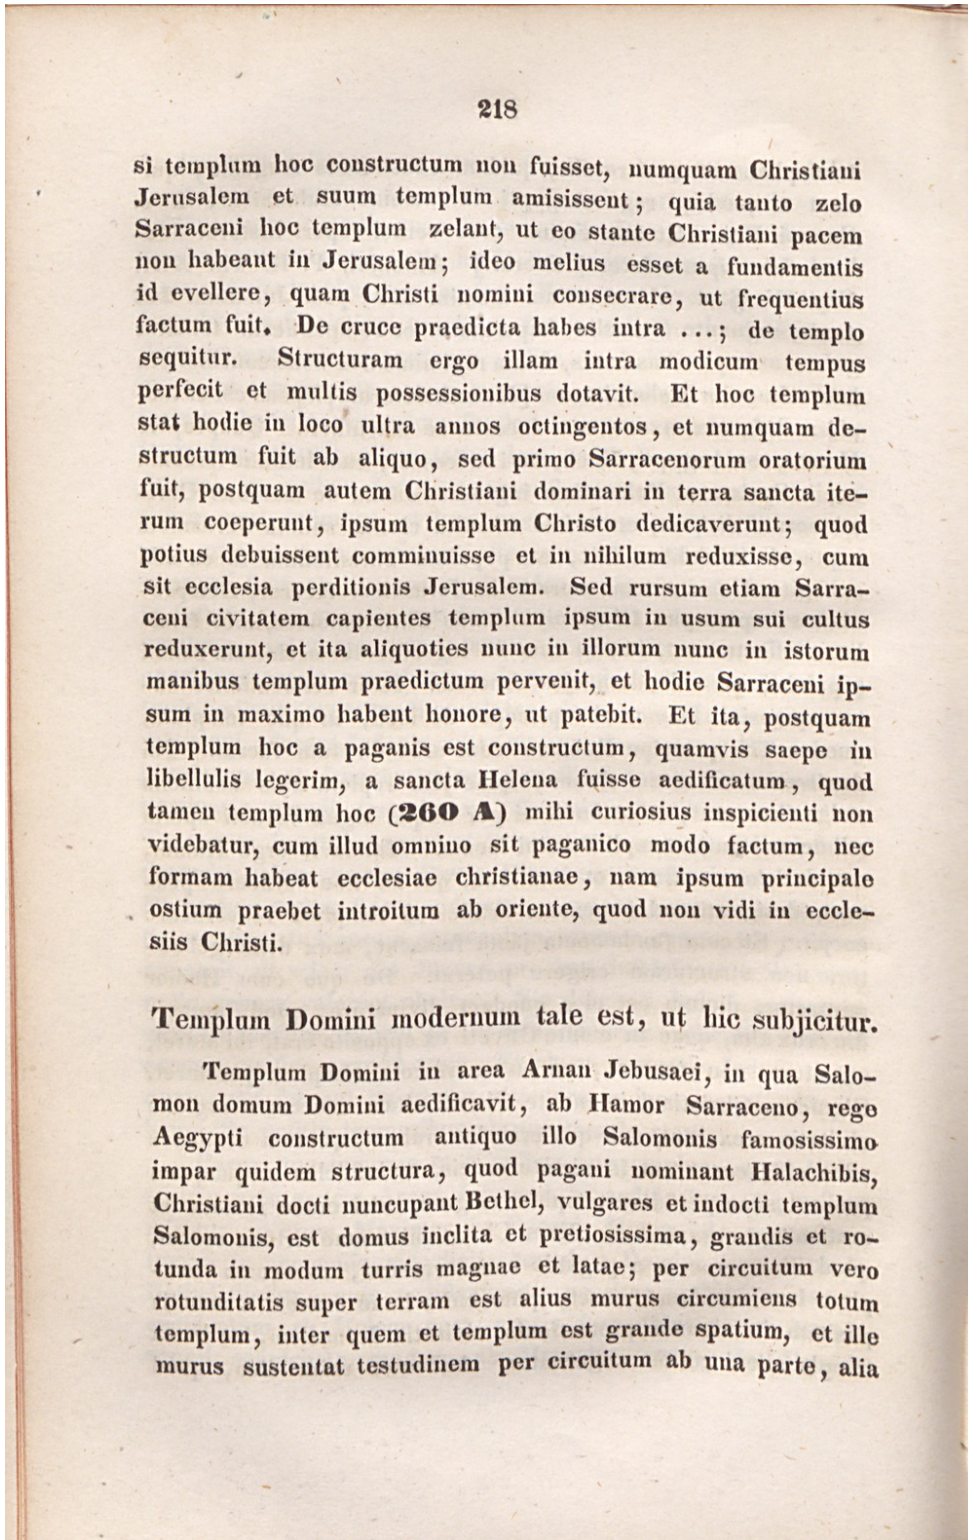 218
si templum hoc constructum non fuisset, numquam Christiani
Jerusalem et suum templum amisissent; quia tanto zelo
Sarraceni hoc templum zelant, ut eo stante Christiani pacem
non habeant in Jerusalem; ideo melius esset a fundamentis
id evellere, quam Christi nomini consecrare, ut frequentius
factum fuit. De cruce praedicta habes intra ...; de templo
sequitur. Structuram ergo illam intra modicum tempus
perfecit et multis possessionibus dotavit. Et hoc templum
stat hodie in loco ultra annos octingentos, et numquam de-
structum fuit ab aliquo, sed primo Sarracenorum oratorium
fuit, postquam autem Christiani dominari in terra sancta ite-
rum coeperunt, ipsum templum Christo dedicaverunt; quod
potius debuissent comminuisse et in nihilum reduxisse, cum
sit ecclesia perditionis Jerusalem. Sed rursum etiam Sarra-
ceni civitatem capientes templum ipsum in usum sui cultus
reduxerunt, et ita aliquoties nunc in illorum nunc in istorum
manibus templum praedictum pervenit, et hodie Sarraceni ip-
sum in maximo habent honore, ut patebit. Et ita, postquam
templum hoc a paganis est constructum, quamvis saepe in
libellulis legerim, a sancta Helena fuisse aedificatum, quod
tamen templum hoc (260 A) mihi curiosius inspicienti non
videbatur, cum illud omnino sit paganico modo factum, nec
formam habeat ecclesiae christianae, nam ipsum principale
ostium praebet introitum ab oriente, quod non vidi in eccle-
siis Christi.
Templum Domini modernum tale est, ut hic subjicitur.
Templum Domini in area Arnan Jebusaei, in qua Salo-
mon domum Domini aedificavit, ab Hamor Sarraceno, rege
Aegypti constructum antiquo illo Salomonis famosissimo
impar quidem structura, quod pagani nominant Halachibis,
Christiani docti nuncupant Bethel, vulgares et indocti templum
Salomonis, est domus inclita et pretiosissima, grandis et ro-
tunda in modum turris magnae et latae; per circuitum vero
rotunditatis super terram est alius murus circumiens totum
templum, inter quem et templum est grande spatium, et ille
murus sustentat testudinem per circuitum ab una parte, alia